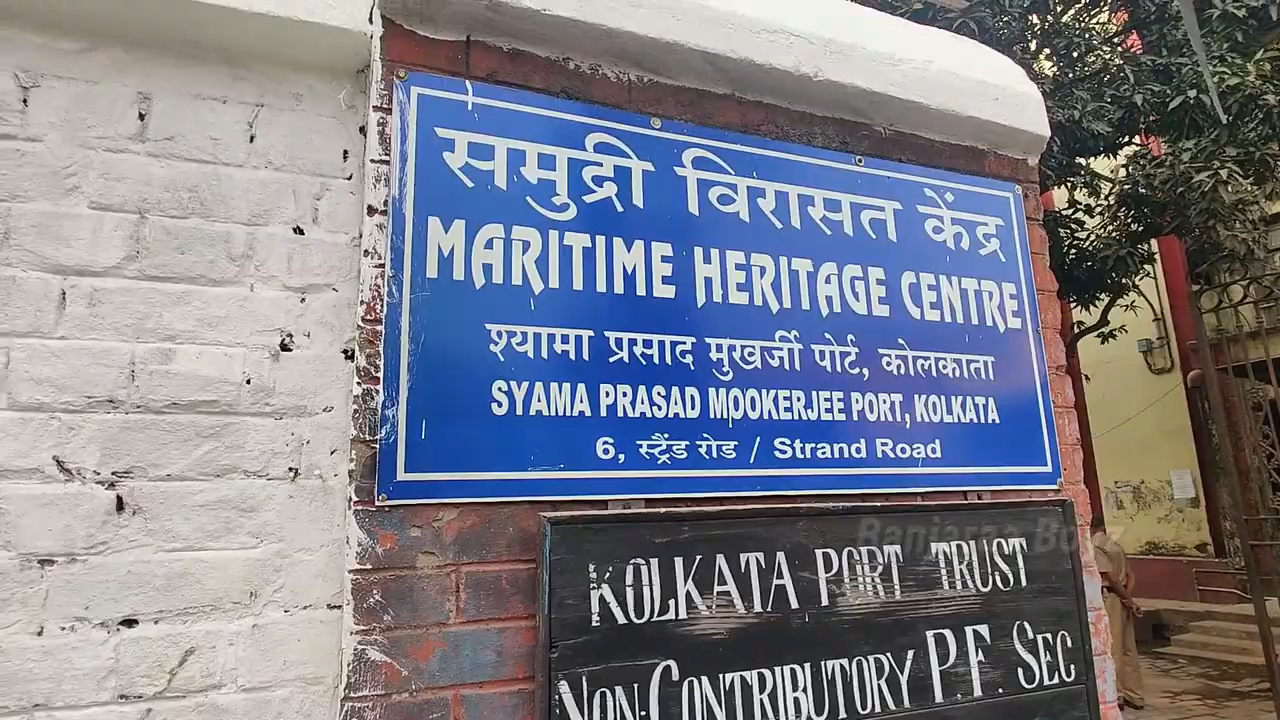 समुद्री विरासत केंद्र
MARITIME HERITAGE CENTRE
श्यामा प्रसाद मुखर्जी पोर्ट, कोलकाता
SYAMA PRASAD MOOKERJEE PORT, KOLKATA
6, स्ट्रैंड रोड / Strand Road
KOLKATA PORT TRUST
NON-CONTRIBUTORY P.F. SEC